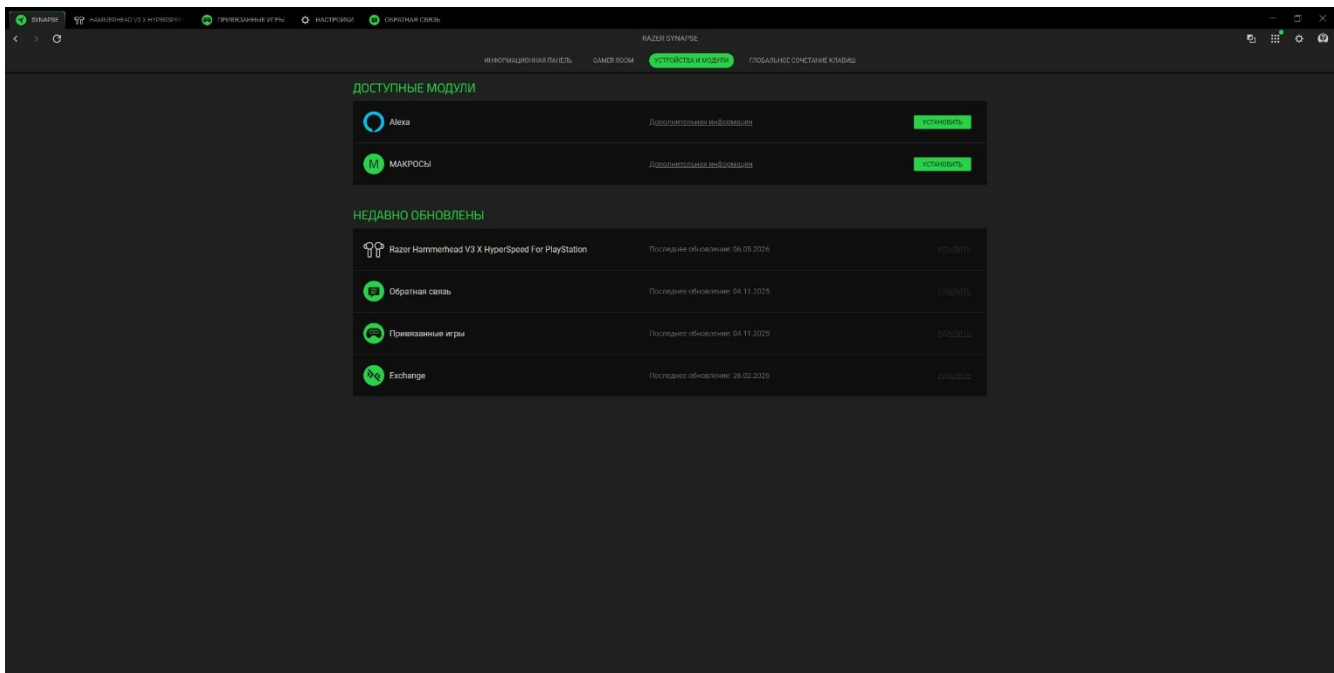 SYNAPSE HAMMERHEAD V3 X HYPERSPEE ПРИВЯЗАННЫЕ ИГРЫ НАСТРОЙКИ ОБРАТНАЯ СВЯЗЬ
RAZER SYNAPSE
ИНФОРМАЦИОННАЯ ПАНЕЛЬ GAMER ROOM УСТРОЙСТВА И МОДУЛИ ГЛОБАЛЬНОЕ СОЧЕТАНИЕ КЛАВИШ
ДОСТУПНЫЕ МОДУЛИ
Alexa Дополнительная информация УСТАНОВИТЬ
M МАКРОСЫ Дополнительная информация УСТАНОВИТЬ
НЕДАВНО ОБНОВЛЕНЫ
Razer Hammerhead V3 X HyperSpeed For PlayStation Последнее обновление: 06.05.2026 УДАЛИТЬ
Обратная связь Последнее обновление: 04.11.2025 УДАЛИТЬ
Привязанные игры Последнее обновление: 04.11.2025 УДАЛИТЬ
Exchange Последнее обновление: 26.02.2026 УДАЛИТЬ